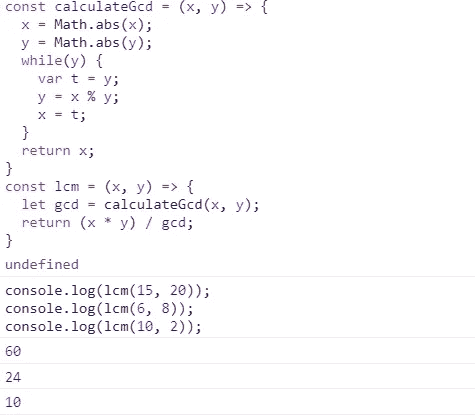 const calculateGcd = (x, y) => {
  x = Math.abs(x);
  y = Math.abs(y);
  while(y) {
    var t = y;
    y = x % y;
    x = t;
  }
  return x;
}
const lcm = (x, y) => {
  let gcd = calculateGcd(x, y);
  return (x * y) / gcd;
}
undefined
console.log(lcm(15, 20));
console.log(lcm(6, 8));
console.log(lcm(10, 2));
60
24
10